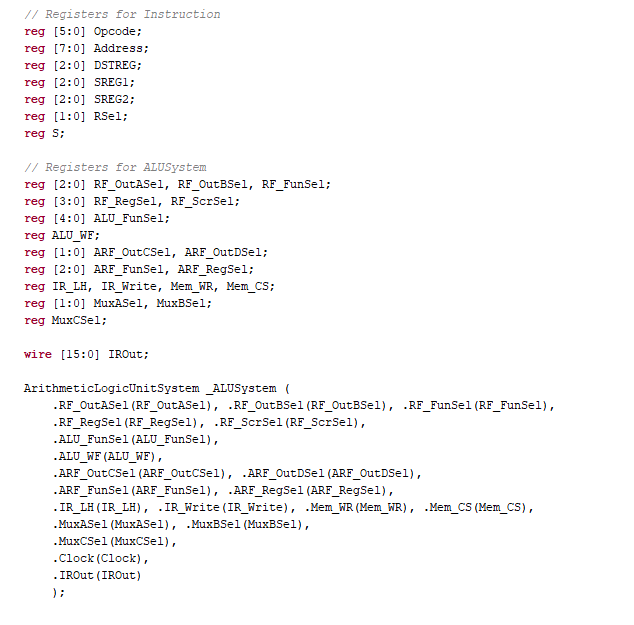 // Registers for Instruction
reg [5:0] Opcode;
reg [7:0] Address;
reg [2:0] DSTREG;
reg [2:0] SREG1;
reg [2:0] SREG2;
reg [1:0] RSel;
reg S;
// Registers for ALUSystem
reg [2:0] RF_OutASel, RF_OutBSel, RF_FunSel;
reg [3:0] RF_RegSel, RF_ScrSel;
reg [4:0] ALU_FunSel;
reg ALU_WF;
reg [1:0] ARF_OutCSel, ARF_OutDSel;
reg [2:0] ARF_FunSel, ARF_RegSel;
reg IR_LH, IR_Write, Mem_WR, Mem_CS;
reg [1:0] MuxASel, MuxBSel;
reg MuxCSel;
wire [15:0] IROut;
ArithmeticLogicUnitSystem _ALUSystem (
.RF_OutASel(RF_OutASel), .RF_OutBSel(RF_OutBSel), .RF_FunSel(RF_FunSel),
.RF_RegSel(RF_RegSel), .RF_ScrSel(RF_ScrSel),
.ALU_FunSel(ALU_FunSel),
.ALU_WF(ALU_WF),
.ARF_OutCSel(ARF_OutCSel), .ARF_OutDSel(ARF_OutDSel),
.ARF_FunSel(ARF_FunSel), .ARF_RegSel(ARF_RegSel),
.IR_LH(IR_LH), .IR_Write(IR_Write), .Mem_WR(Mem_WR), .Mem_CS(Mem_CS),
.MuxASel(MuxASel), .MuxBSel(MuxBSel),
.MuxCSel(MuxCSel),
.Clock(Clock),
.IROut(IROut)
);